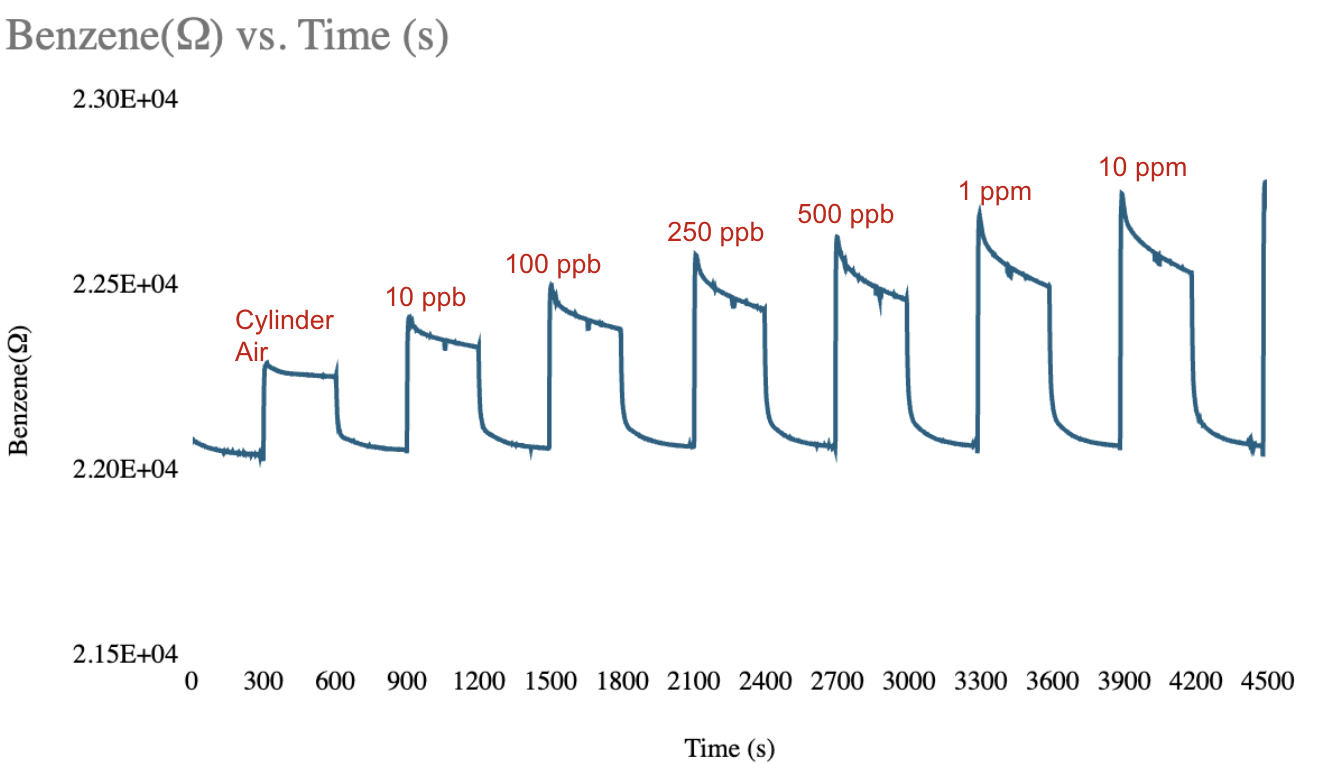 Benzene(Ω) vs. Time (s)
2.30E+04
10 ppm
1 ppm
500 ppb
250 ppb
100 ppb
2.25E+04
10 ppb
Cylinder
Air
Benzene(Ω)
2.20E+04
2.15E+04
0 300 600 900 1200 1500 1800 2100 2400 2700 3000 3300 3600 3900 4200 4500
Time (s)